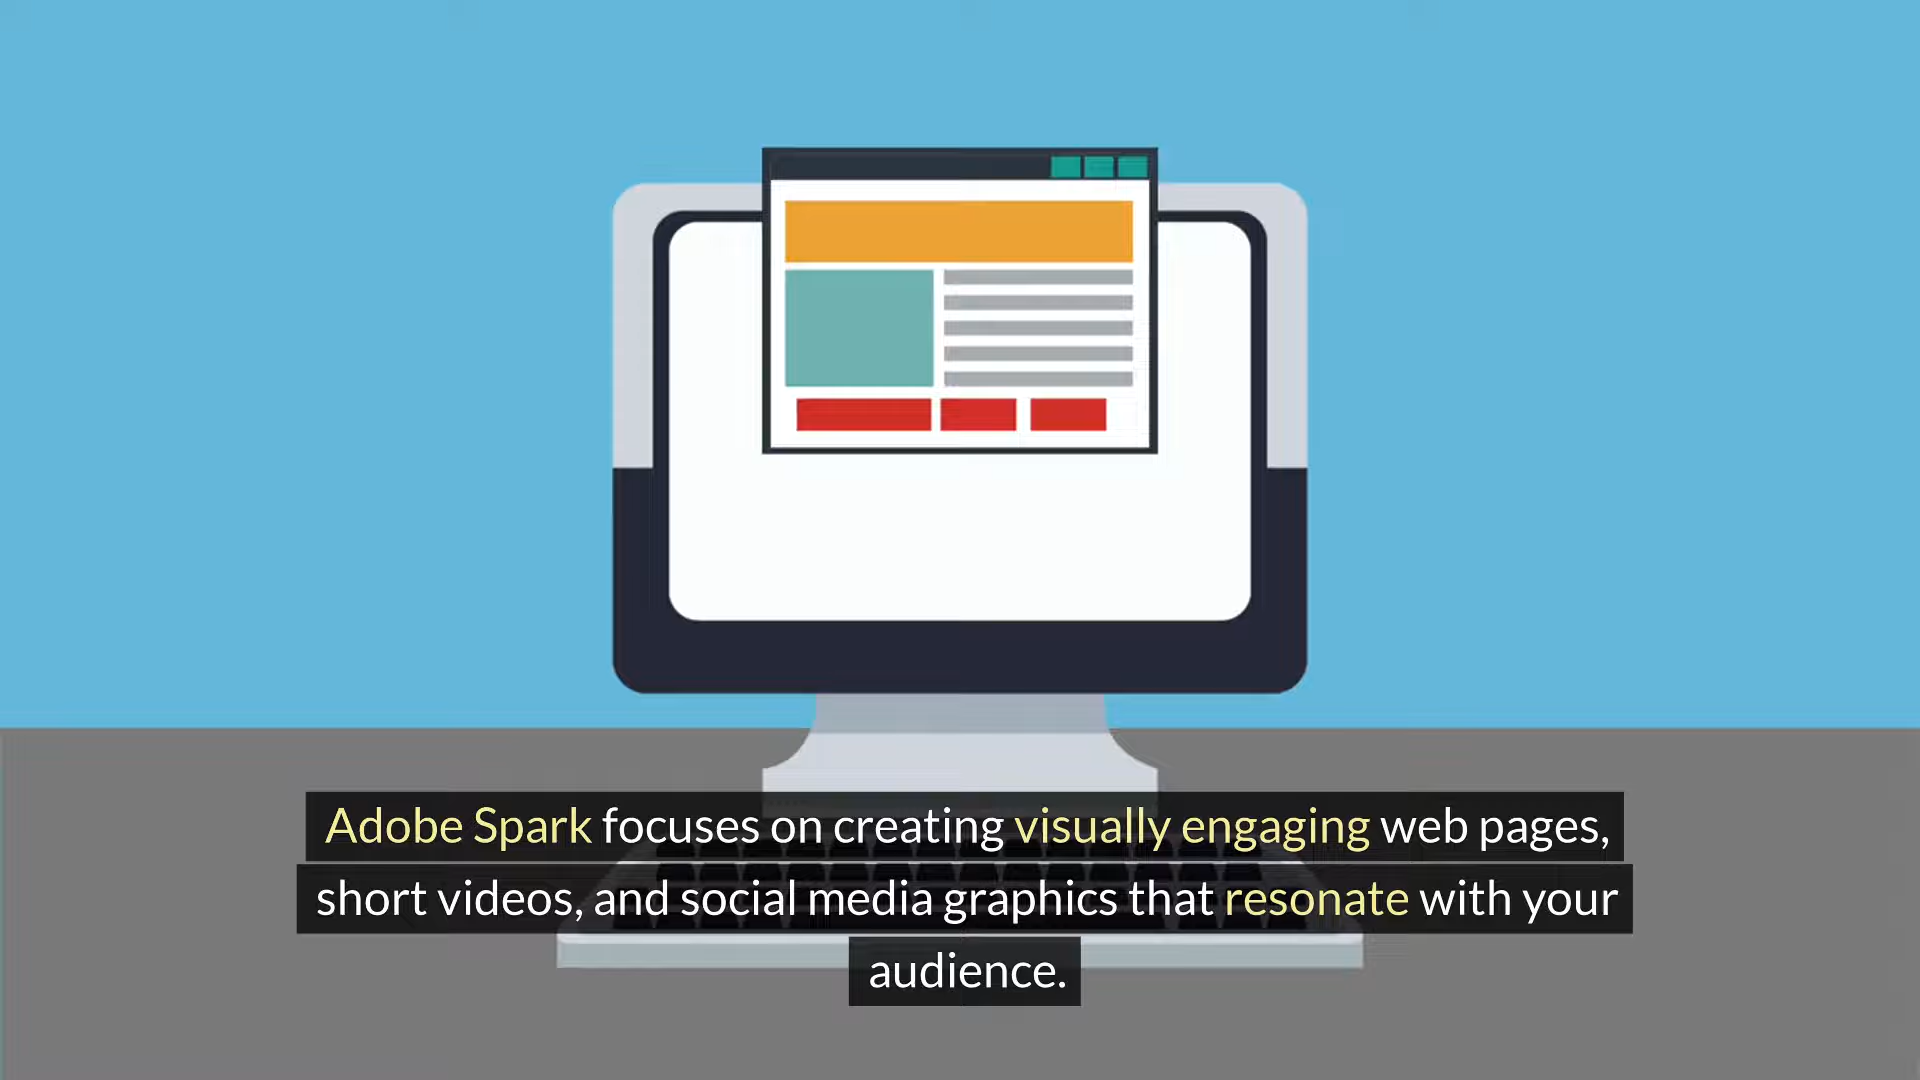 Adobe Spark focuses on creating visually engaging web pages,
short videos, and social media graphics that resonate with your
audience.